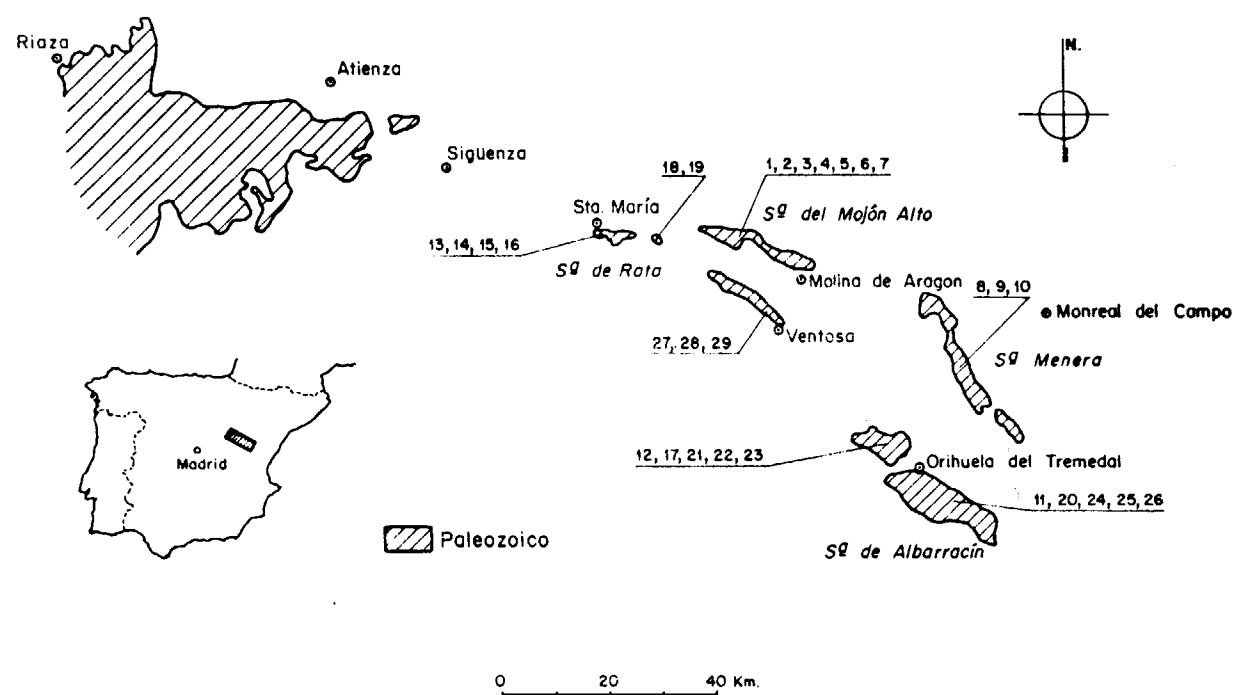 N.
Riaza
Atienza
Sigüenza
18, 19
1, 2, 3, 4, 5, 6, 7
Sta. María
Sª del Mojón Alto
13, 14, 15, 16
Sª de Rata
Molina de Aragon
8, 9, 10
Monreal del Campo
27, 28, 29
Ventosa
Sª Menera
Madrid
12, 17, 21, 22, 23
Orihuela del Tremedal
11, 20, 24, 25, 26
Paleozoico
Sª de Albarracín
0 20 40 Km.